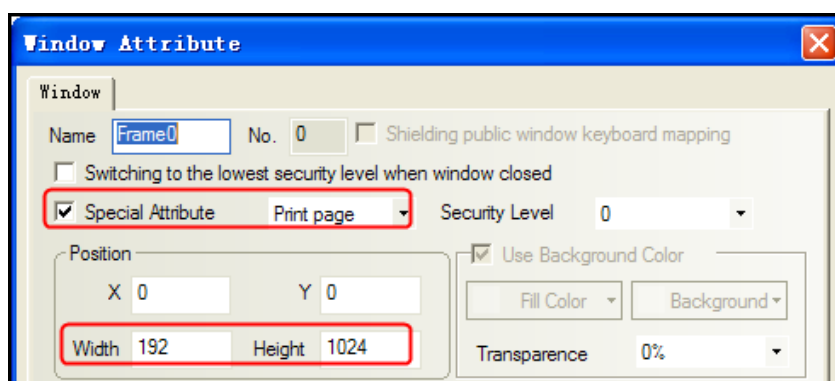 Window Attribute
Window
Name Frame0 No. 0 Shielding public window keyboard mapping
Switching to the lowest security level when window closed
Special Attribute Print page Security Level 0
Position Use Background Color
X 0 Y 0 Fill Color Background
Width 192 Height 1024 Transparence 0%